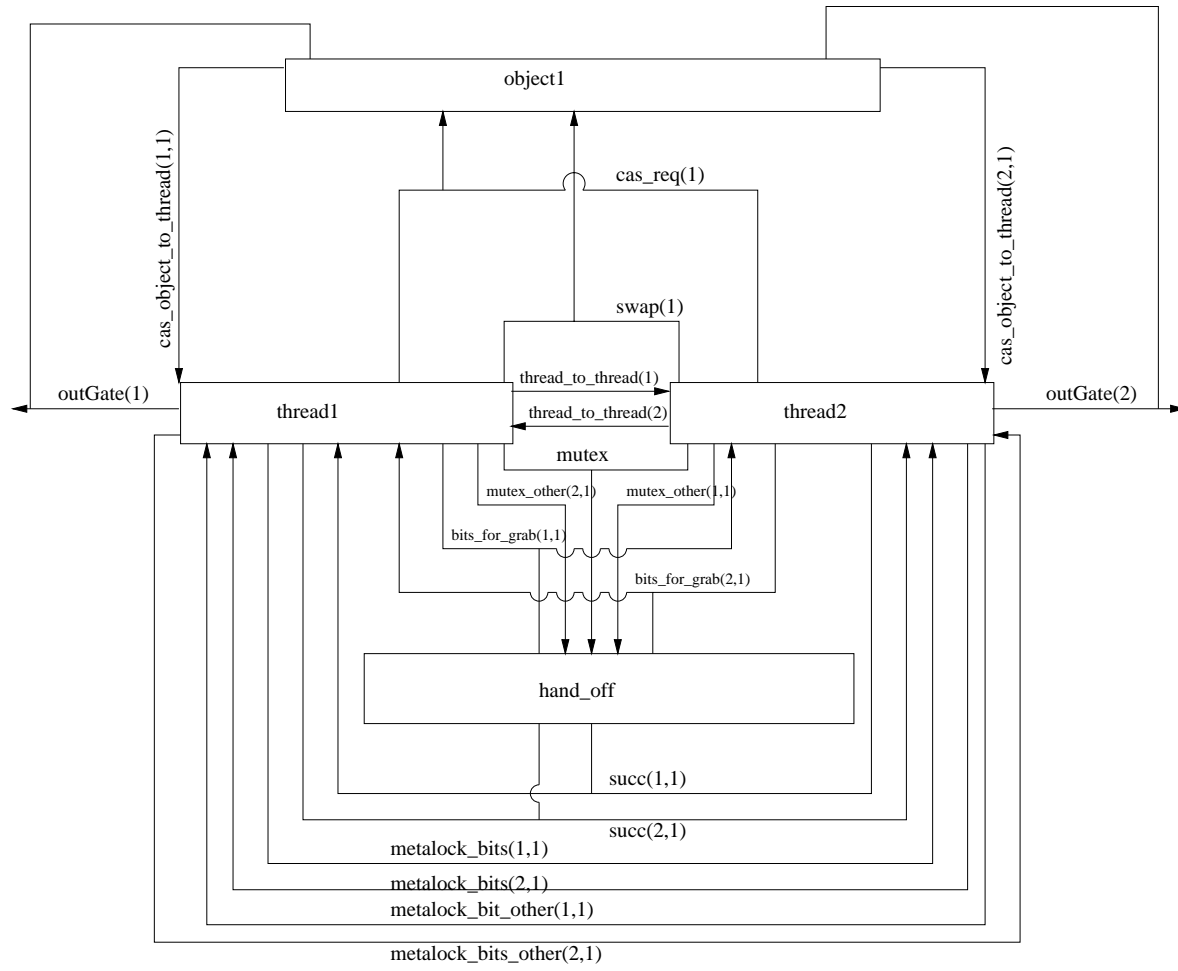 object1
cas_object_to_thread(1,1)
cas_req(1)
cas_object_to_thread(2,1)
swap(1)
thread_to_thread(1)
outGate(1)
thread1
thread2
outGate(2)
thread_to_thread(2)
mutex
mutex_other(2,1)
mutex_other(1,1)
bits_for_grab(1,1)
bits_for_grab(2,1)
hand_off
succ(1,1)
succ(2,1)
metalock_bits(1,1)
metalock_bits(2,1)
metalock_bit_other(1,1)
metalock_bits_other(2,1)